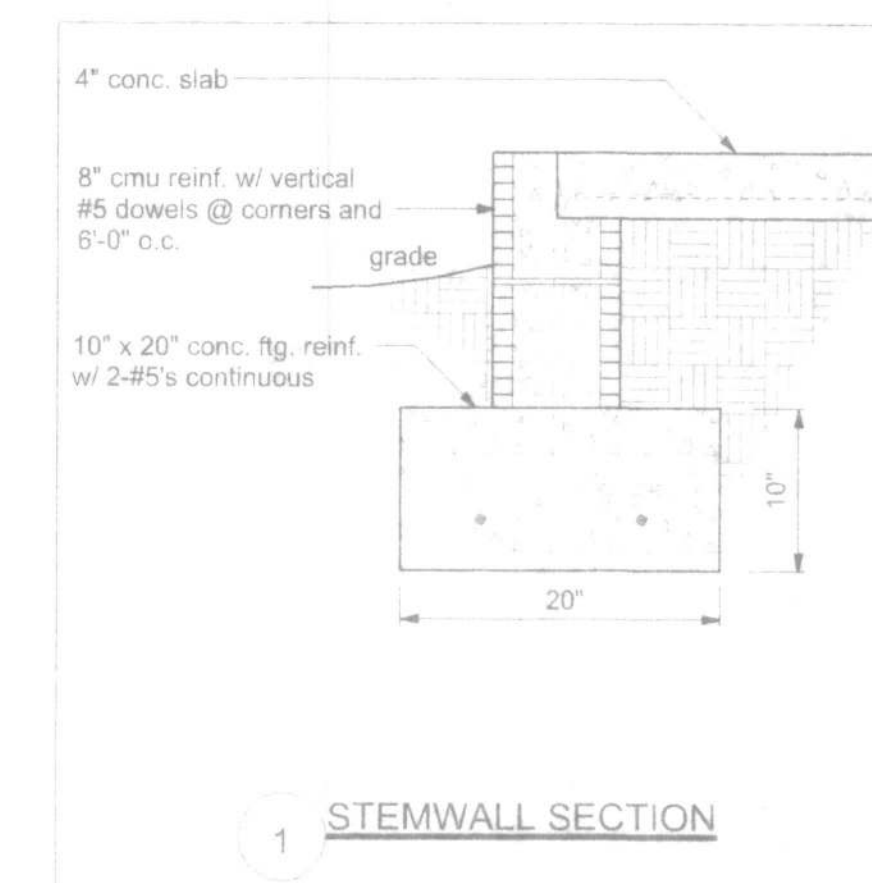 4" conc. slab
8" cmu reinf. w/ vertical
#5 dowels @ corners and
6'-0" o.c.
grade
10" x 20" conc. ftg. reinf.
w/ 2-#5's continuous
10"
20"
1 STEMWALL SECTION